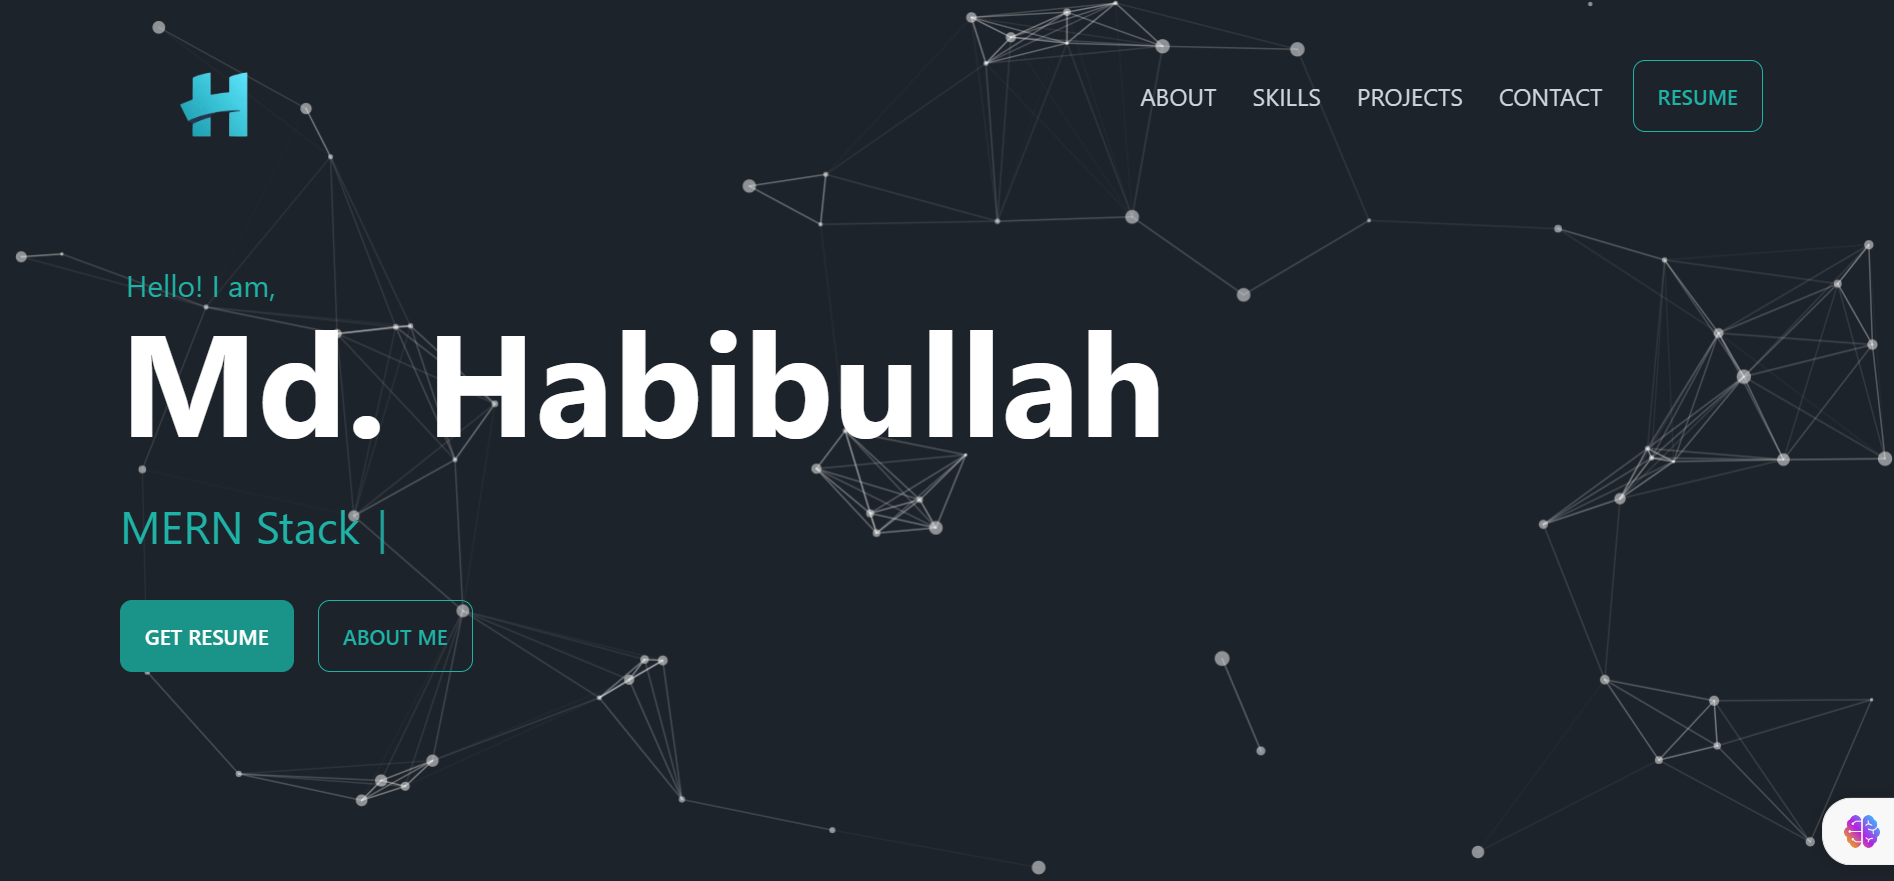 H
ABOUT SKILLS PROJECTS CONTACT RESUME
Hello! I am,
Md. Habibullah
MERN Stack |
GET RESUME ABOUT ME